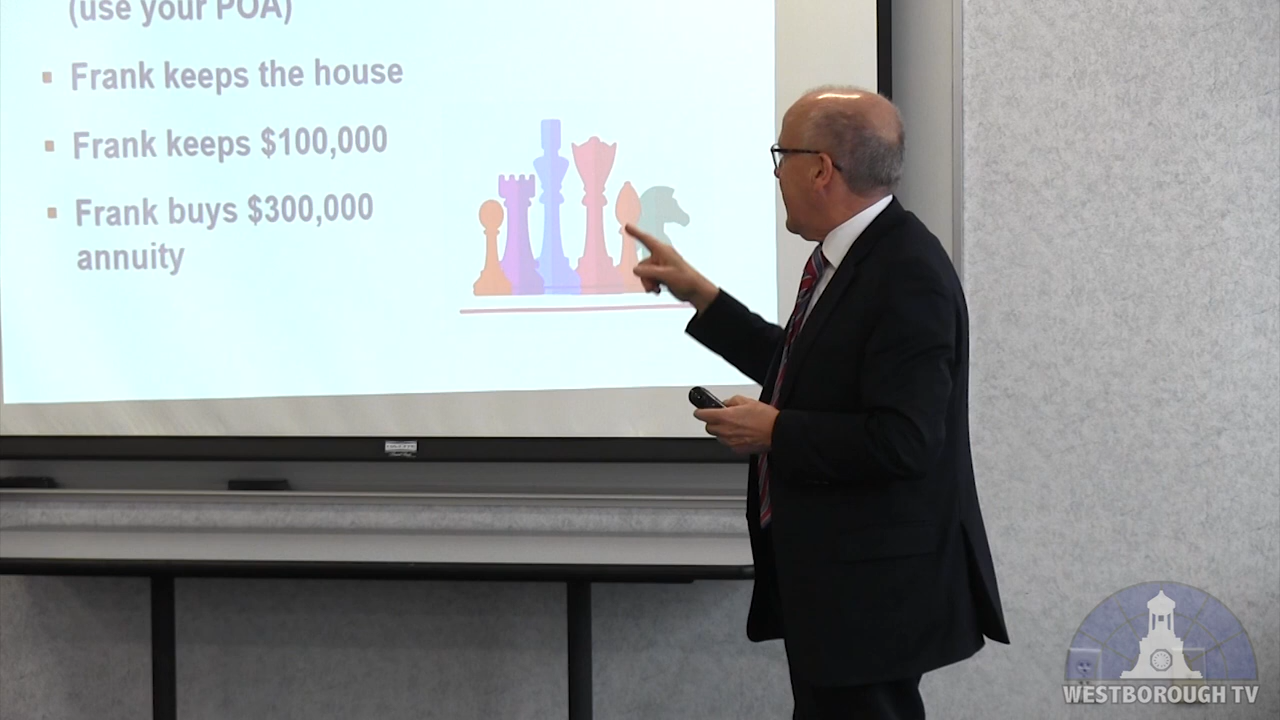 (use your POA)
▪ Frank keeps the house
▪ Frank keeps $100,000
▪ Frank buys $300,000
annuity
WESTBOROUGH TV